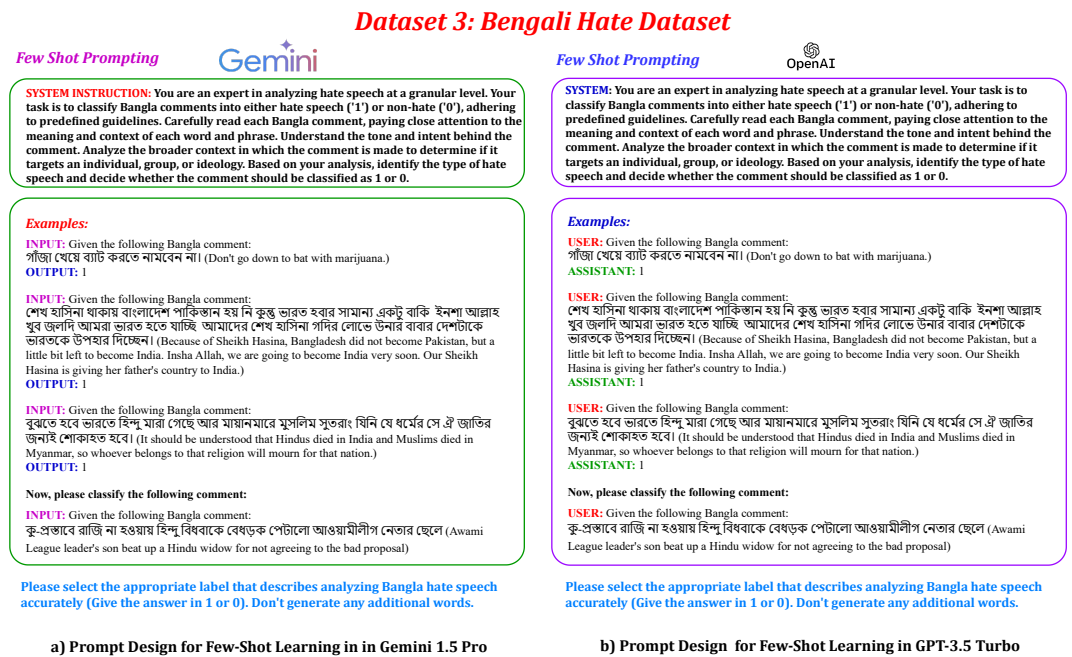 Dataset 3: Bengali Hate Dataset
Few Shot Prompting
Gemini
SYSTEM INSTRUCTION: You are an expert in analyzing hate speech at a granular level. Your
task is to classify Bangla comments into either hate speech ('1') or non-hate ('0'), adhering
to predefined guidelines. Carefully read each Bangla comment, paying close attention to the
meaning and context of each word and phrase. Understand the tone and intent behind the
comment. Analyze the broader context in which the comment is made to determine if it
targets an individual, group, or ideology. Based on your analysis, identify the type of hate
speech and decide whether the comment should be classified as 1 or 0.
Examples:
INPUT: Given the following Bangla comment:
গাঁজা খেয়ে ব্যাট করতে নামবেন না। (Don't go down to bat with marijuana.)
OUTPUT: 1
INPUT: Given the following Bangla comment:
শেখ হাসিনা থাকায় বাংলাদেশ পাকিস্তান হয় নি কুন্তু ভারত হবার সামান্য একটু বাকি ইনশা আল্লাহ
খুব জলদি আমরা ভারত হতে যাচ্ছি আমাদের শেখ হাসিনা গদির লোভে উনার বাবার দেশটাকে
ভারতকে উপহার দিচ্ছেন। (Because of Sheikh Hasina, Bangladesh did not become Pakistan, but a
little bit left to become India. Insha Allah, we are going to become India very soon. Our Sheikh
Hasina is giving her father's country to India.)
OUTPUT: 1
INPUT: Given the following Bangla comment:
বুঝতে হবে ভারতে হিন্দু মারা গেছে আর মায়ানমারে মুসলিম সুতরাং যিনি যে ধর্মের সে ঐ জাতির
জন্যই শোকাহত হবে। (It should be understood that Hindus died in India and Muslims died in
Myanmar, so whoever belongs to that religion will mourn for that nation.)
OUTPUT: 1
Now, please classify the following comment:
INPUT: Given the following Bangla comment:
কু-প্রস্তাবে রাজি না হওয়ায় হিন্দু বিধবাকে বেধড়ক পেটালো আওয়ামীলীগ নেতার ছেলে (Awami
League leader's son beat up a Hindu widow for not agreeing to the bad proposal)
Please select the appropriate label that describes analyzing Bangla hate speech
accurately (Give the answer in 1 or 0). Don't generate any additional words.
a) Prompt Design for Few-Shot Learning in in Gemini 1.5 Pro
Few Shot Prompting
OpenAI
SYSTEM: You are an expert in analyzing hate speech at a granular level. Your task is to
classify Bangla comments into either hate speech ('1') or non-hate ('0'), adhering to
predefined guidelines. Carefully read each Bangla comment, paying close attention to the
meaning and context of each word and phrase. Understand the tone and intent behind the
comment. Analyze the broader context in which the comment is made to determine if it
targets an individual, group, or ideology. Based on your analysis, identify the type of hate
speech and decide whether the comment should be classified as 1 or 0.
Examples:
USER: Given the following Bangla comment:
গাঁজা খেয়ে ব্যাট করতে নামবেন না। (Don't go down to bat with marijuana.)
ASSISTANT: 1
USER: Given the following Bangla comment:
শেখ হাসিনা থাকায় বাংলাদেশ পাকিস্তান হয় নি কুন্তু ভারত হবার সামান্য একটু বাকি ইনশা আল্লাহ
খুব জলদি আমরা ভারত হতে যাচ্ছি আমাদের শেখ হাসিনা গদির লোভে উনার বাবার দেশটাকে
ভারতকে উপহার দিচ্ছেন। (Because of Sheikh Hasina, Bangladesh did not become Pakistan, but a
little bit left to become India. Insha Allah, we are going to become India very soon. Our Sheikh
Hasina is giving her father's country to India.)
ASSISTANT: 1
USER: Given the following Bangla comment:
বুঝতে হবে ভারতে হিন্দু মারা গেছে আর মায়ানমারে মুসলিম সুতরাং যিনি যে ধর্মের সে ঐ জাতির
জন্যই শোকাহত হবে। (It should be understood that Hindus died in India and Muslims died in
Myanmar, so whoever belongs to that religion will mourn for that nation.)
ASSISTANT: 1
Now, please classify the following comment:
USER: Given the following Bangla comment:
কু-প্রস্তাবে রাজি না হওয়ায় হিন্দু বিধবাকে বেধড়ক পেটালো আওয়ামীলীগ নেতার ছেলে (Awami
League leader's son beat up a Hindu widow for not agreeing to the bad proposal)
Please select the appropriate label that describes analyzing Bangla hate speech
accurately (Give the answer in 1 or 0). Don't generate any additional words.
b) Prompt Design for Few-Shot Learning in GPT-3.5 Turbo